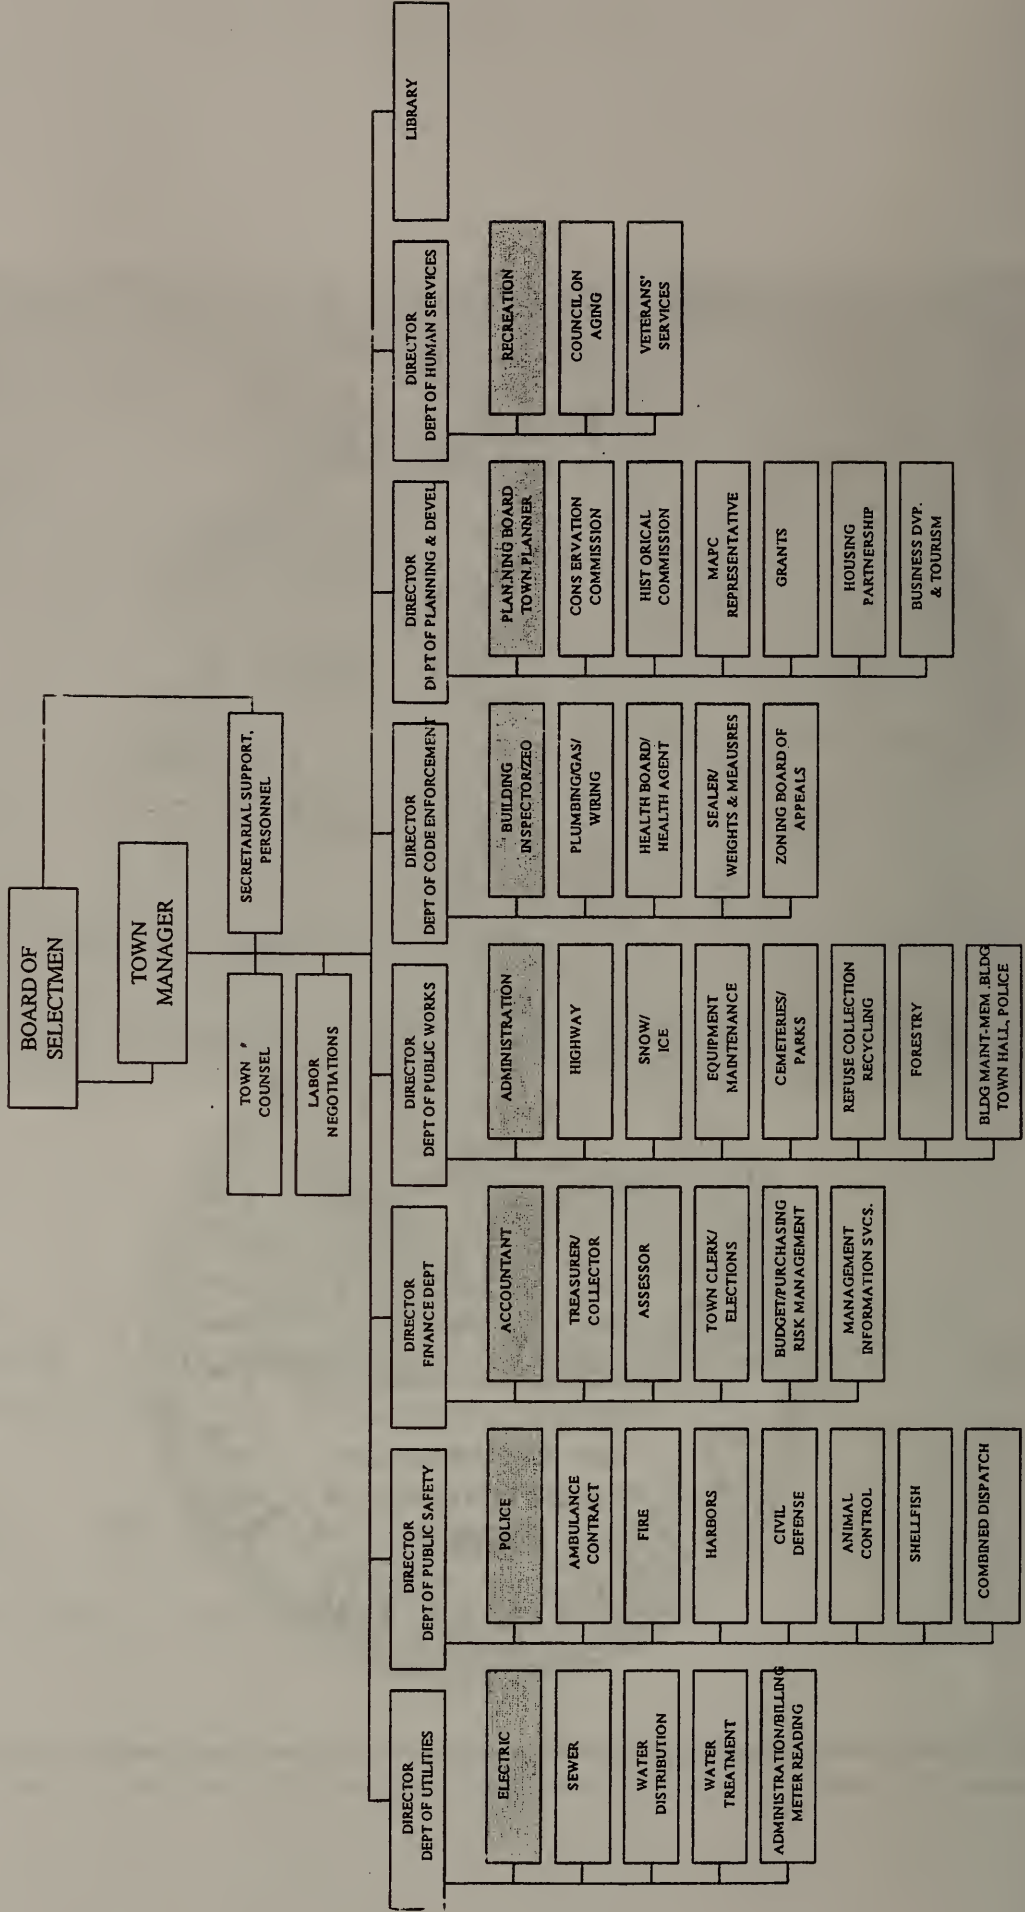 BOARD OF
SELECTMEN
TOWN
MANAGER
TOWN
COUNSEL
SECRETARIAL SUPPORT,
PERSONNEL
LABOR
NEGOTIATIONS
DIRECTOR
DEPT OF UTILITIES
ELECTRIC
SEWER
WATER
DISTRIBUTION
WATER
TREATMENT
ADMINISTRATION/BILLING
METER READING
DIRECTOR
DEPT OF PUBLIC SAFETY
POLICE
AMBULANCE
CONTRACT
FIRE
HARBORS
CIVIL
DEFENSE
ANIMAL
CONTROL
SHELLFISH
COMBINED DISPATCH
DIRECTOR
FINANCE DEPT
ACCOUNTANT
TREASURER/
COLLECTOR
ASSESSOR
TOWN CLERK/
ELECTIONS
BUDGET/PURCHASING
RISK MANAGEMENT
MANAGEMENT
INFORMATION SVCS.
DIRECTOR
DEPT OF PUBLIC WORKS
ADMINISTRATION
HIGHWAY
SNOW/
ICE
EQUIPMENT
MAINTENANCE
CEMETERIES/
PARKS
REFUSE COLLECTION
RECYCLING
FORESTRY
BLDG MAINT-MEM .BLDG
TOWN HALL, POLICE
DIRECTOR
DEPT OF CODE ENFORCEMENT
BUILDING
INSPECTOR/ZEO
PLUMBING/GAS/
WIRING
HEALTH BOARD/
HEALTH AGENT
SEALER/
WEIGHTS & MEAUSRES
ZONING BOARD OF
APPEALS
DIRECTOR
DEPT OF PLANNING & DEVEL
PLANNING BOARD
TOWN PLANNER
CONSERVATION
COMMISSION
HISTORICAL
COMMISSION
MAPC
REPRESENTATIVE
GRANTS
HOUSING
PARTNERSHIP
BUSINESS DVP.
& TOURISM
DIRECTOR
DEPT OF HUMAN SERVICES
RECREATION
COUNCIL ON
AGING
VETERANS'
SERVICES
LIBRARY